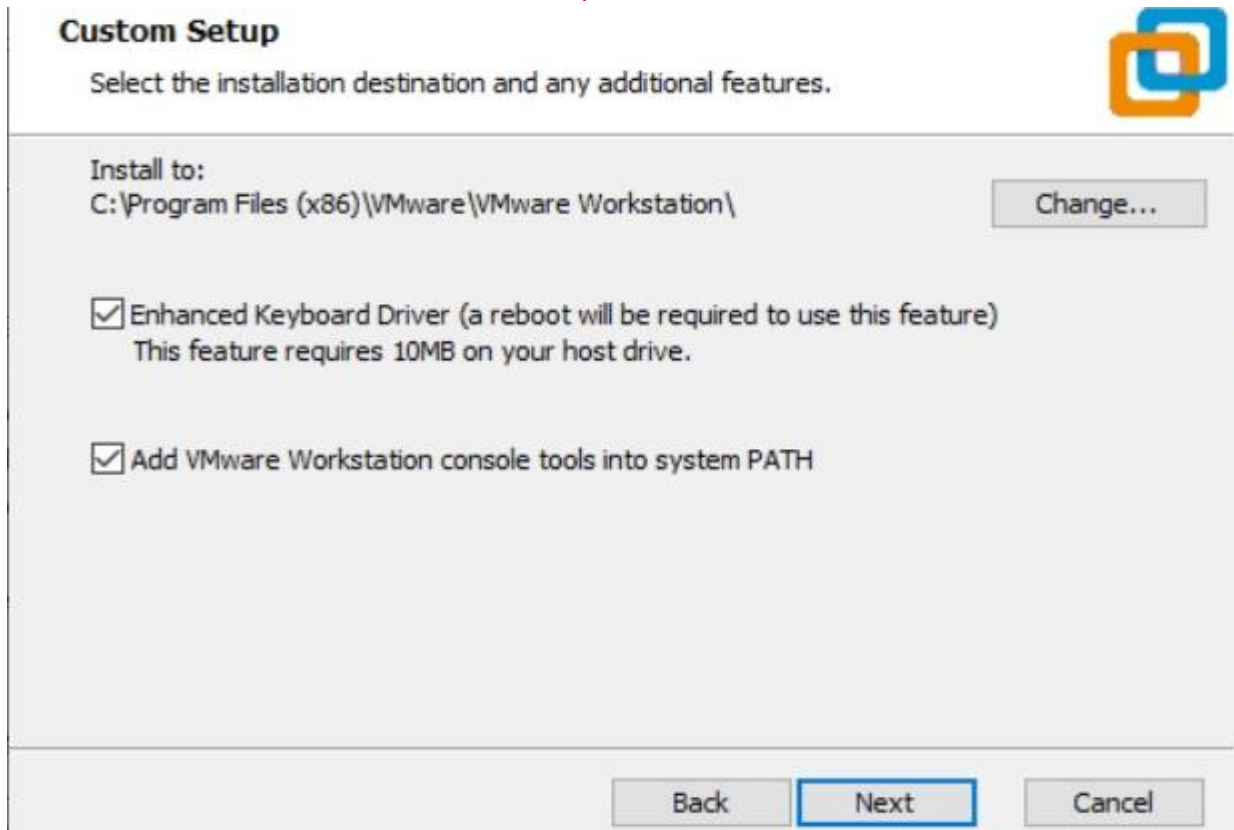 Custom Setup
Select the installation destination and any additional features.
Install to:
C:\Program Files (x86)\VMware\VMware Workstation\
Change...
Enhanced Keyboard Driver (a reboot will be required to use this feature)
This feature requires 10MB on your host drive.
Add VMware Workstation console tools into system PATH
Back
Next
Cancel